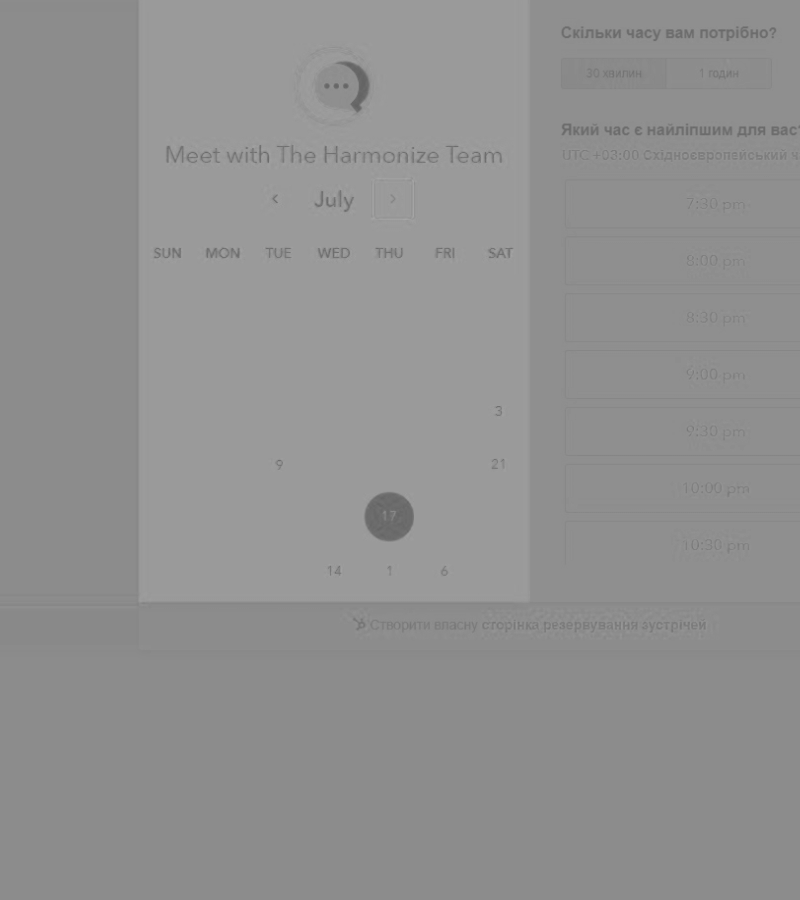 Meet with The Harmonize Team
July
SUN MON TUE WED THU FRI SAT
3
9 21
17
14 1 6
Скільки часу вам потрібно?
30 хвилин 1 годин
Який час є найліпшим для вас?
UTC +03:00 Східноєвропейський
7:30 pm
8:00 pm
8:30 pm
9:00 pm
9:30 pm
10:00 pm
10:30 pm
Створити власну сторінка резервування зустрічей